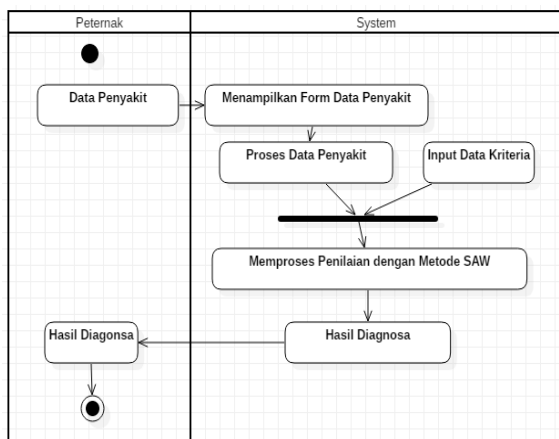 Peternak
System
Data Penyakit
Menampilkan Form Data Penyakit
Proses Data Penyakit
Input Data Kriteria
Memproses Penilaian dengan Metode SAW
Hasil Diagonsa
Hasil Diagnosa